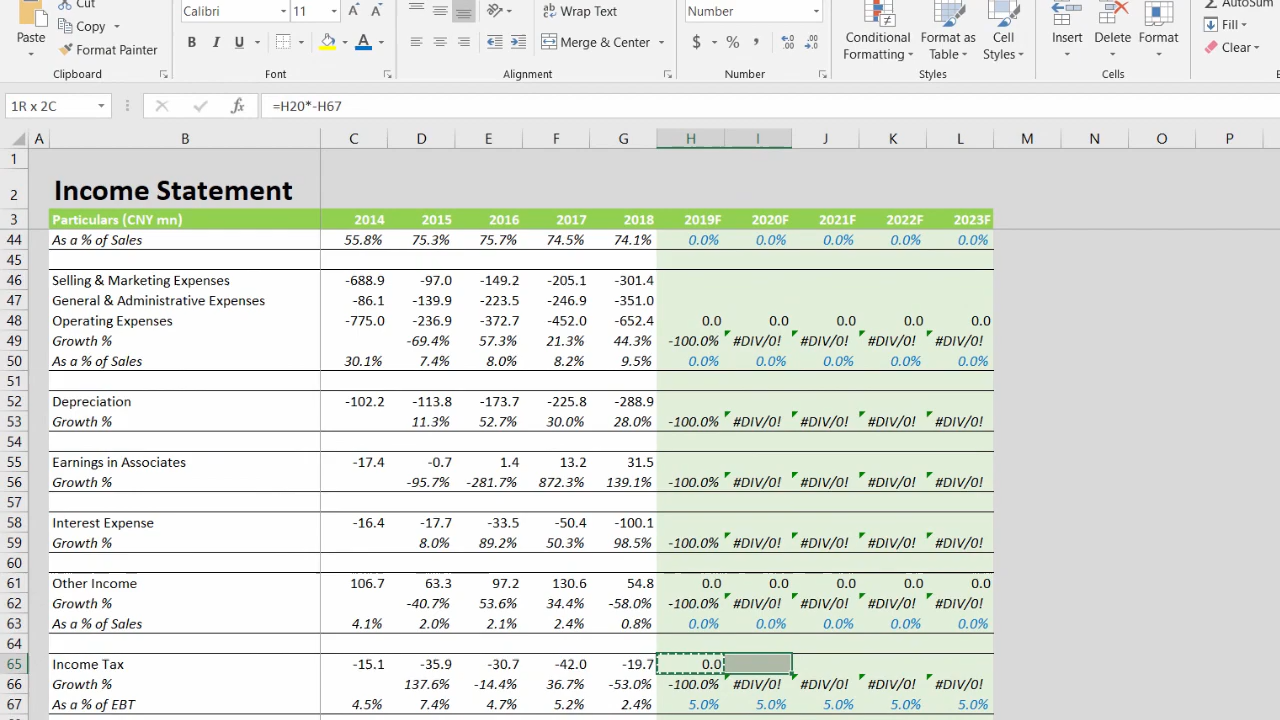 Cut
AutoSum
Calibri 11 A A
Wrap Text
Number
Paste
Copy
Fill
Format Painter
B I U A
Merge & Center
$ % ,
Conditional Formatting
Format as Table
Cell Styles
Insert
Delete
Format
Clear
Clipboard
Font
Alignment
Number
Styles
Cells
1R x 2C fx =H20*-H67
A B C D E F G H I J K L M N O P
1
2 Income Statement
3 Particulars (CNY mn) 2014 2015 2016 2017 2018 2019F 2020F 2021F 2022F 2023F
44 As a % of Sales 55.8% 75.3% 75.7% 74.5% 74.1% 0.0% 0.0% 0.0% 0.0% 0.0%
45
46 Selling & Marketing Expenses -688.9 -97.0 -149.2 -205.1 -301.4
47 General & Administrative Expenses -86.1 -139.9 -223.5 -246.9 -351.0
48 Operating Expenses -775.0 -236.9 -372.7 -452.0 -652.4 0.0 0.0 0.0 0.0 0.0
49 Growth % -69.4% 57.3% 21.3% 44.3% -100.0% #DIV/0! #DIV/0! #DIV/0! #DIV/0!
50 As a % of Sales 30.1% 7.4% 8.0% 8.2% 9.5% 0.0% 0.0% 0.0% 0.0% 0.0%
51
52 Depreciation -102.2 -113.8 -173.7 -225.8 -288.9
53 Growth % 11.3% 52.7% 30.0% 28.0% -100.0% #DIV/0! #DIV/0! #DIV/0! #DIV/0!
54
55 Earnings in Associates -17.4 -0.7 1.4 13.2 31.5
56 Growth % -95.7% -281.7% 872.3% 139.1% -100.0% #DIV/0! #DIV/0! #DIV/0! #DIV/0!
57
58 Interest Expense -16.4 -17.7 -33.5 -50.4 -100.1
59 Growth % 8.0% 89.2% 50.3% 98.5% -100.0% #DIV/0! #DIV/0! #DIV/0! #DIV/0!
60
61 Other Income 106.7 63.3 97.2 130.6 54.8 0.0 0.0 0.0 0.0 0.0
62 Growth % -40.7% 53.6% 34.4% -58.0% -100.0% #DIV/0! #DIV/0! #DIV/0! #DIV/0!
63 As a % of Sales 4.1% 2.0% 2.1% 2.4% 0.8% 0.0% 0.0% 0.0% 0.0% 0.0%
64
65 Income Tax -15.1 -35.9 -30.7 -42.0 -19.7 0.0
66 Growth % 137.6% -14.4% 36.7% -53.0% -100.0% #DIV/0! #DIV/0! #DIV/0! #DIV/0!
67 As a % of EBT 4.5% 7.4% 4.7% 5.2% 2.4% 5.0% 5.0% 5.0% 5.0% 5.0%